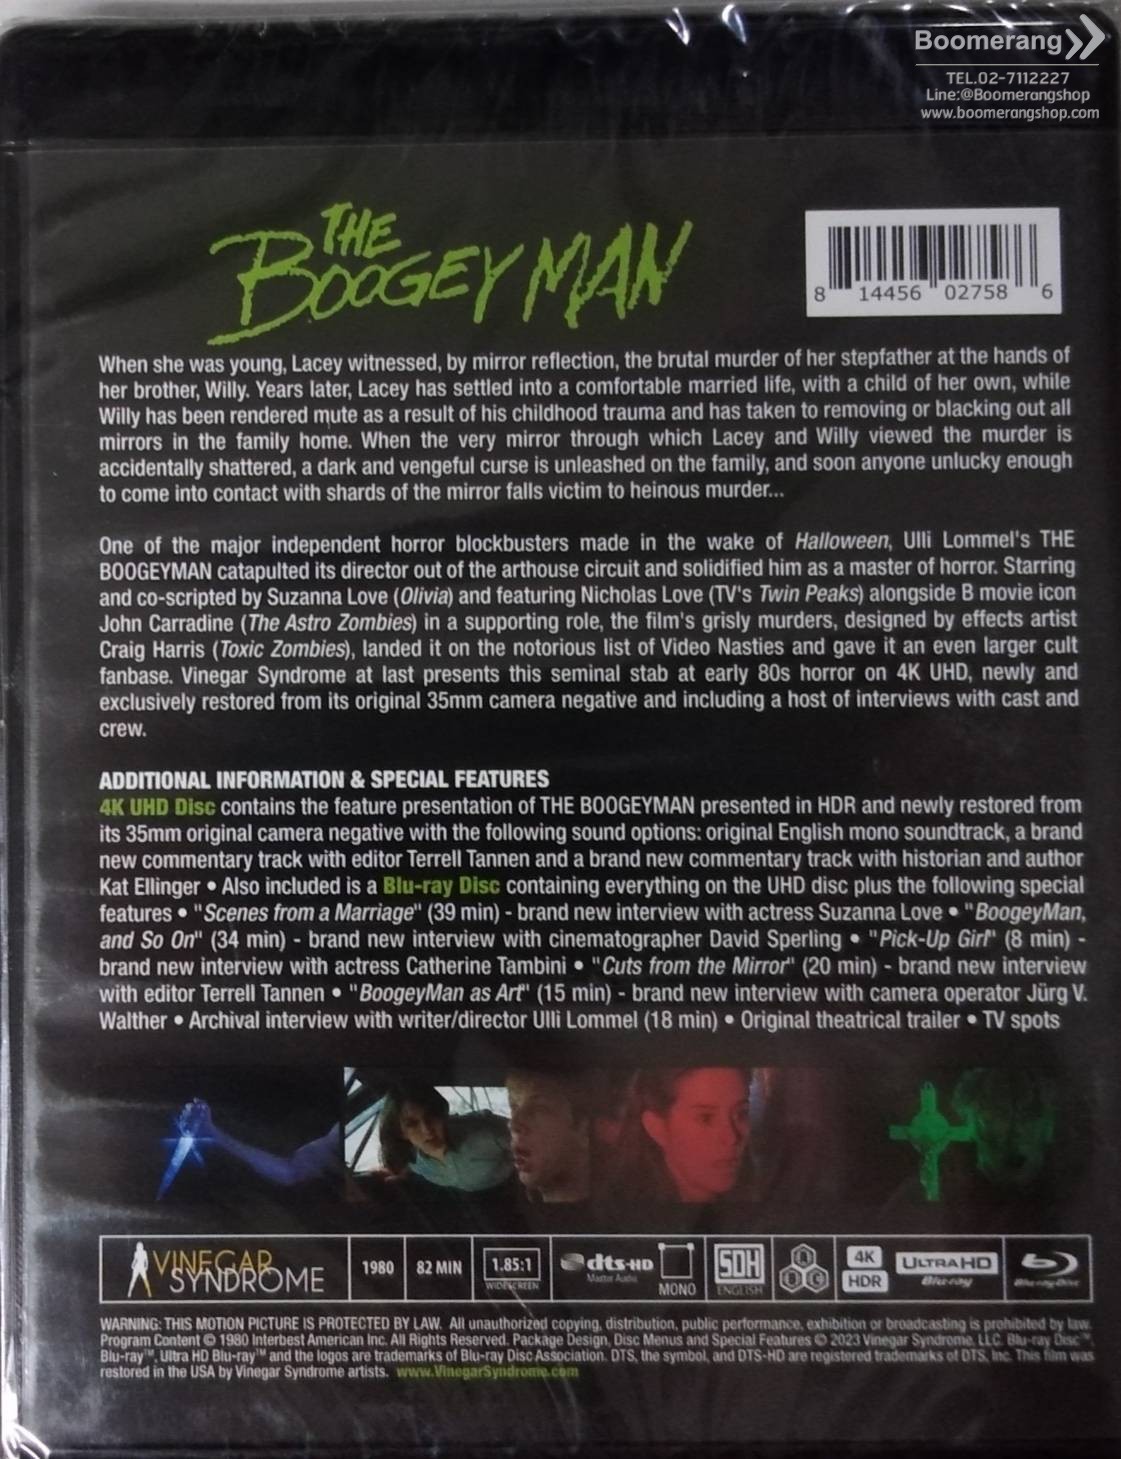 Boomerang
TEL.02-7112227
Line:@Boomerangshop
www.boomerangshop.com
THE
BOOGEY MAN
8 14456 02758 6
When she was young, Lacey witnessed, by mirror reflection, the brutal murder of her stepfather at the hands of
her brother, Willy. Years later, Lacey has settled into a comfortable married life, with a child of her own, while
Willy has been rendered mute as a result of his childhood trauma and has taken to removing or blacking out all
mirrors in the family home. When the very mirror through which Lacey and Willy viewed the murder is
accidentally shattered, a dark and vengeful curse is unleashed on the family, and soon anyone unlucky enough
to come into contact with shards of the mirror falls victim to heinous murder...
One of the major independent horror blockbusters made in the wake of Halloween, Ulli Lommel's THE
BOOGEYMAN catapulted its director out of the arthouse circuit and solidified him as a master of horror. Starring
and co-scripted by Suzanna Love (Olivia) and featuring Nicholas Love (TV's Twin Peaks) alongside B movie icon
John Carradine (The Astro Zombies) in a supporting role, the film's grisly murders, designed by effects artist
Craig Harris (Toxic Zombies), landed it on the notorious list of Video Nasties and gave it an even larger cult
fanbase. Vinegar Syndrome at last presents this seminal stab at early 80s horror on 4K UHD, newly and
exclusively restored from its original 35mm camera negative and including a host of interviews with cast and
crew.
ADDITIONAL INFORMATION & SPECIAL FEATURES
4K UHD Disc contains the feature presentation of THE BOOGEYMAN presented in HDR and newly restored from
its 35mm original camera negative with the following sound options: original English mono soundtrack, a brand
new commentary track with editor Terrell Tannen and a brand new commentary track with historian and author
Kat Ellinger • Also included is a Blu-ray Disc containing everything on the UHD disc plus the following special
features • "Scenes from a Marriage" (39 min) - brand new interview with actress Suzanna Love • "BoogeyMan,
and So On" (34 min) - brand new interview with cinematographer David Sperling • "Pick-Up Girl" (8 min) -
brand new interview with actress Catherine Tambini • "Cuts from the Mirror" (20 min) - brand new interview
with editor Terrell Tannen • "BoogeyMan as Art" (15 min) - brand new interview with camera operator Jürg V.
Walther • Archival interview with writer/director Ulli Lommel (18 min) • Original theatrical trailer • TV spots
VINEGAR
SYNDROME
1980
82 MIN
1.85:1
WIDESCREEN
dts-HD
Master Audio
MONO
SDH
ENGLISH
A B C
4K
HDR
ULTRA HD
Blu-ray
Blu-ray Disc
WARNING: THIS MOTION PICTURE IS PROTECTED BY LAW. All unauthorized copying, distribution, public performance, exhibition or broadcasting is prohibited by law.
Program Content © 1980 Interbest American Inc. All Rights Reserved. Package Design, Disc Menus and Special Features © 2023 Vinegar Syndrome, LLC. Blu-ray Disc™,
Blu-ray™, Ultra HD Blu-ray™ and the logos are trademarks of Blu-ray Disc Association. DTS, the symbol, and DTS-HD are registered trademarks of DTS, Inc. This film was
restored in the USA by Vinegar Syndrome artists. www.VinegarSyndrome.com